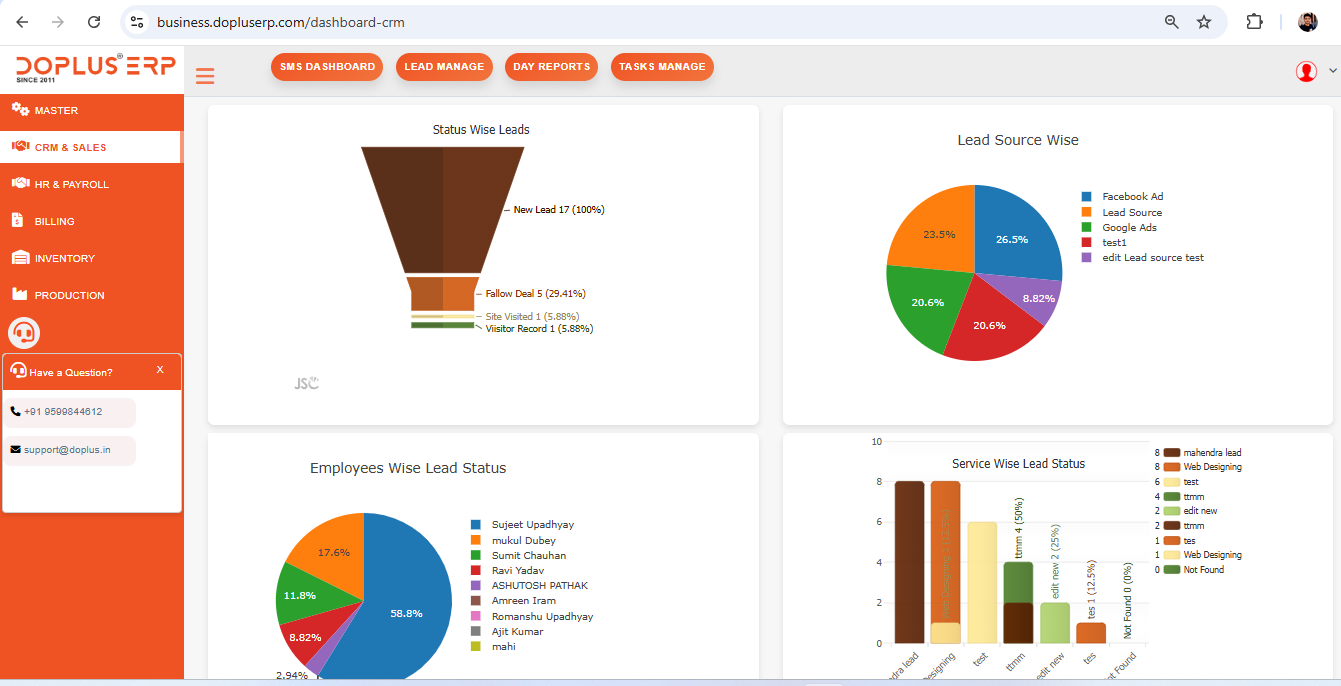 business.dopluserp.com/dashboard-crm
DOPLUS® ERP
SINCE 2011
SMS DASHBOARD
LEAD MANAGE
DAY REPORTS
TASKS MANAGE
MASTER
CRM & SALES
HR & PAYROLL
BILLING
INVENTORY
PRODUCTION
Have a Question?
X
+91 9599844612
support@doplus.in
Status Wise Leads
New Lead 17 (100%)
Fallow Deal 5 (29.41%)
Site Visited 1 (5.88%)
Viisitor Record 1 (5.88%)
JSC
Lead Source Wise
23.5%
26.5%
20.6%
8.82%
20.6%
Facebook Ad
Lead Source
Google Ads
test1
edit Lead source test
Employees Wise Lead Status
17.6%
11.8%
58.8%
8.82%
2.94%
Sujeet Upadhyay
mukul Dubey
Sumit Chauhan
Ravi Yadav
ASHUTOSH PATHAK
Amreen Iram
Romanshu Upadhyay
Ajit Kumar
mahi
Service Wise Lead Status
10
8
6
4
2
0
ttmm 4 (50%)
edit new 2 (25%)
tes 1 (12.5%)
Not Found 0 (0%)
dra lead
esigning
test
ttmm
edit new
tes
t Found
8 mahendra lead
8 Web Designing
6 test
4 ttmm
2 edit new
2 ttmm
1 tes
1 Web Designing
0 Not Found